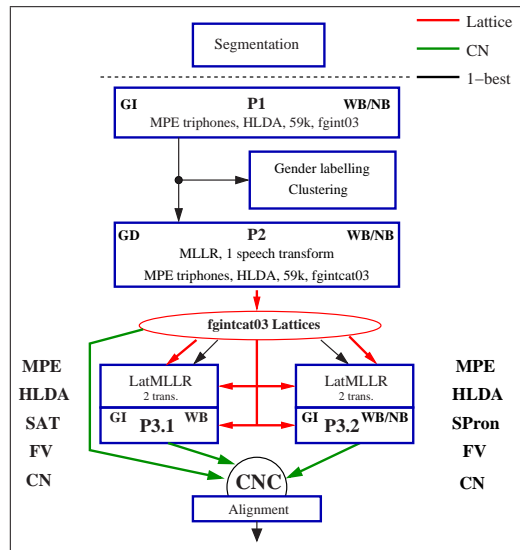 Segmentation
Lattice
CN
1−best
GI P1 WB/NB
MPE triphones, HLDA, 59k, fgint03
Gender labelling
Clustering
GD P2 WB/NB
MLLR, 1 speech transform
MPE triphones, HLDA, 59k, fgintcat03
fgintcat03 Lattices
MPE
HLDA
SAT
FV
CN
LatMLLR
2 trans.
GI P3.1 WB
LatMLLR
2 trans.
GI P3.2 WB/NB
MPE
HLDA
SPron
FV
CN
CNC
Alignment